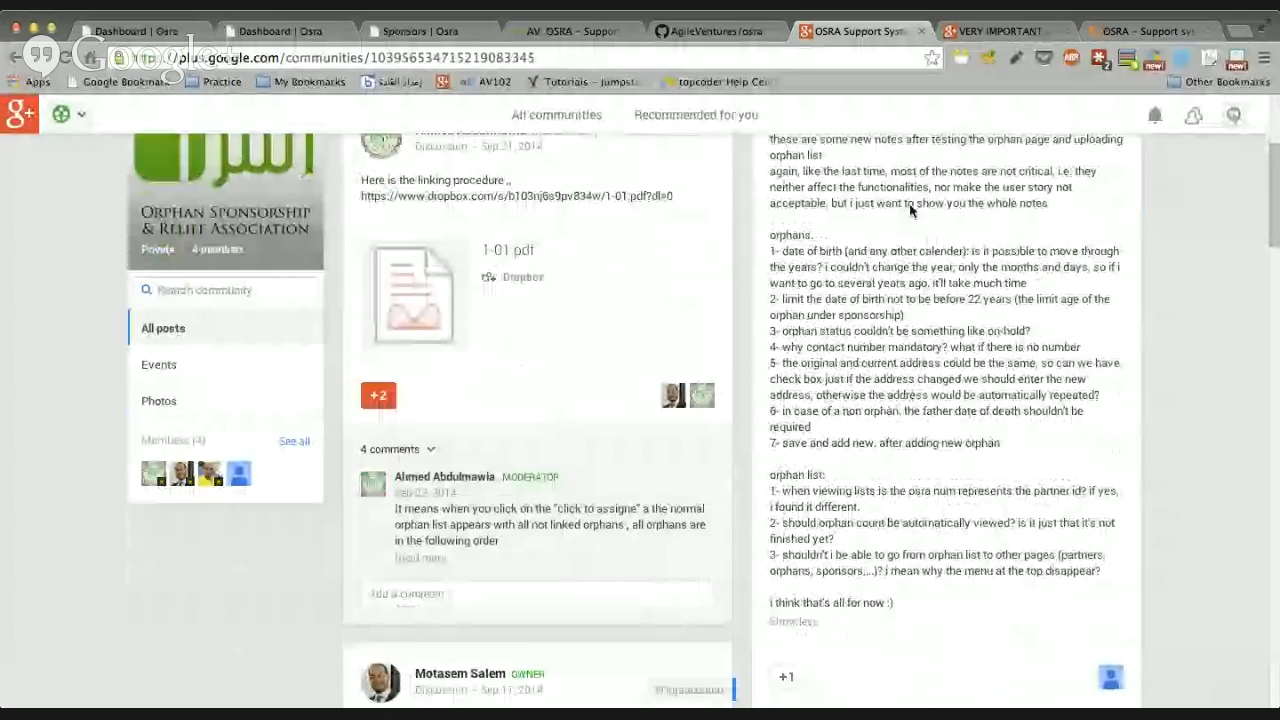 Dashboard | Osra
Dashboard | Osra
Sponsors | Osra
AV OSRA - Support
AgileVentures/osra
OSRA Support Syst
VERY IMPORTANT
OSRA - Support sys
Google+
plus.google.com/communities/103965534715219083345
Apps
Google Bookmark
Practice
My Bookmarks
AV102
Tutorials - Jumpsta
topcoder Help Cen
Other Bookmarks
All communities
Recommended for you
ORPHAN SPONSORSHIP
& RELIEF ASSOCIATION
Private
4 members
Search community
All posts
Events
Photos
Members (4)
See all
Discussion - Sep 21, 2014
Here is the linking procedure ,,
https://www.dropbox.com/s/b103nj6s9pv834w/1-01.pdf?dl=0
1-01 pdf
Dropbox
+2
4 comments
Ahmed Abdulmawla MODERATOR
Sep 22, 2014
It means when you click on the "click to assigne" a the normal
orphan list appears with all not linked orphans , all orphans are
in the following order
Read more
Add a comment
Motasem Salem OWNER
Discussion - Sep 17, 2014
these are some new notes after testing the orphan page and uploading
orphan list
again, like the last time, most of the notes are not critical, i.e. they
neither affect the functionalities, nor make the user story not
acceptable, but i just want to show you the whole notes
orphans:
1- date of birth (and any other calender): is it possible to move through
the years? i couldn't change the year, only the months and days, so if i
want to go to several years ago, it'll take much time
2- limit the date of birth not to be before 22 years (the limit age of the
orphan under sponsorship)
3- orphan status couldn't be something like on-hold?
4- why contact number mandatory? what if there is no number
5- the original and current address could be the same, so can we have
check box just if the address changed we should enter the new
address, otherwise the address would be automatically repeated?
6- in case of a non orphan, the father date of death shouldn't be
required
7- save and add new, after adding new orphan
orphan list:
1- when viewing lists is the osra num represents the partner id? if yes,
i found it different.
2- should orphan count be automatically viewed? is it just that it's not
finished yet?
3- shouldn't i be able to go from orphan list to other pages (partners,
orphans, sponsors,...)? i mean why the menu at the top disappear?
i think that's all for now :)
Show less
+1